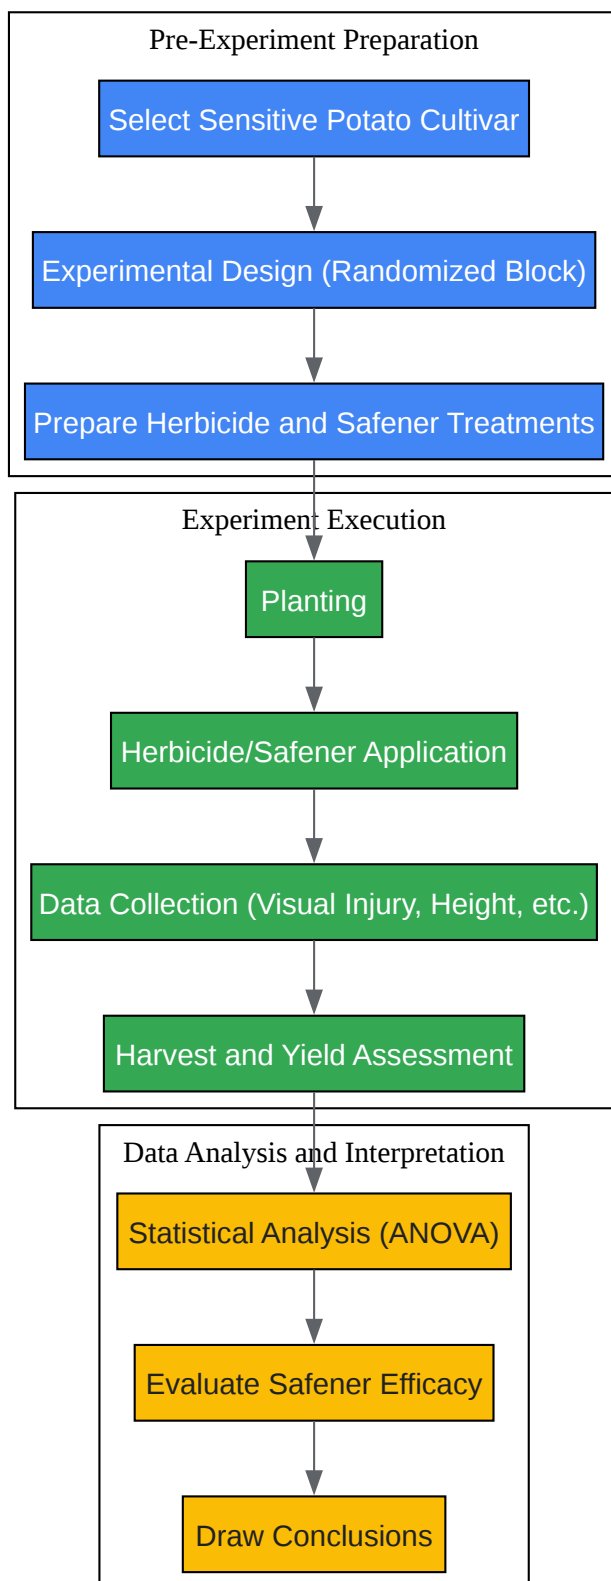 Pre-Experiment Preparation
Select Sensitive Potato Cultivar
Experimental Design (Randomized Block)
Prepare Herbicide and Safener Treatments
Experiment Execution
Planting
Herbicide/Safener Application
Data Collection (Visual Injury, Height, etc.)
Harvest and Yield Assessment
Data Analysis and Interpretation
Statistical Analysis (ANOVA)
Evaluate Safener Efficacy
Draw Conclusions